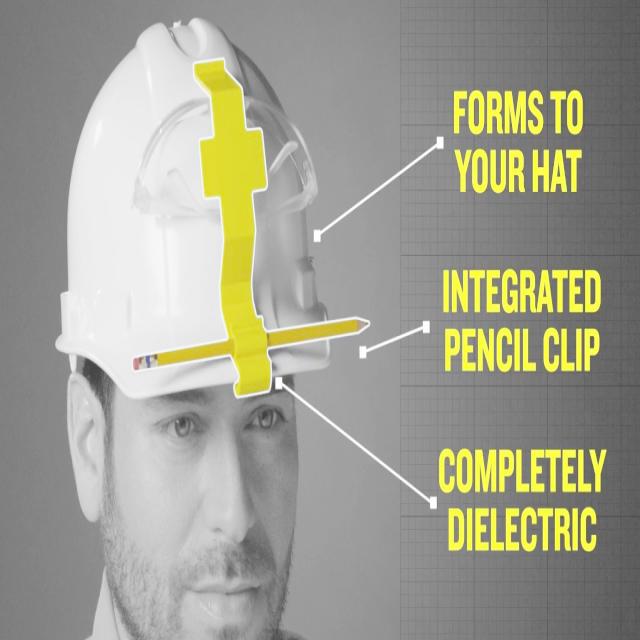 FORMS TO
YOUR HAT
INTEGRATED
PENCIL CLIP
COMPLETELY
DIELECTRIC